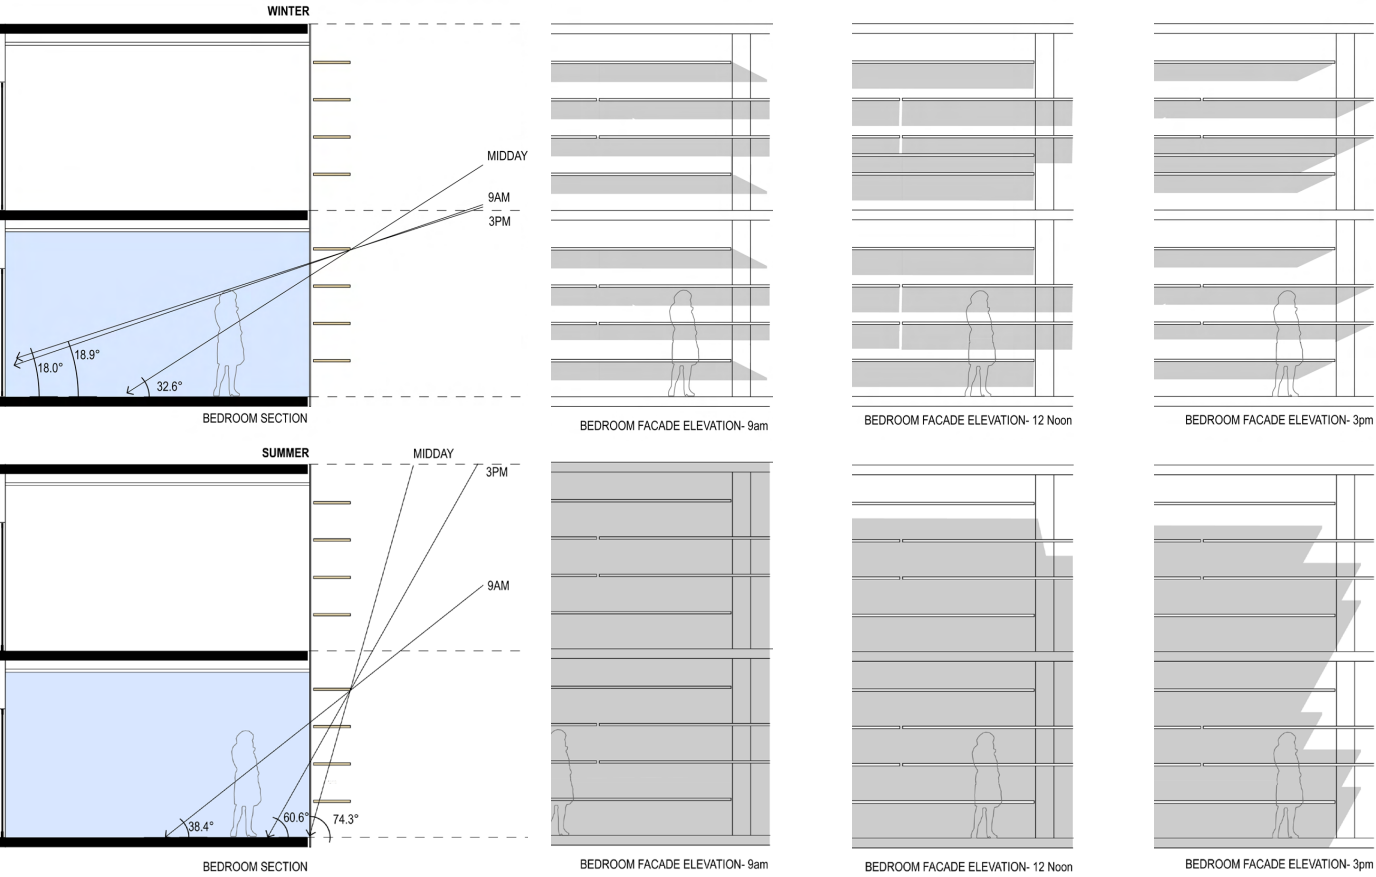 WINTER
MIDDAY
9AM
3PM
18.9°
18.0°
32.6°
BEDROOM SECTION
BEDROOM FACADE ELEVATION- 9am
BEDROOM FACADE ELEVATION- 12 Noon
BEDROOM FACADE ELEVATION- 3pm
SUMMER
MIDDAY
3PM
9AM
38.4°
60.6°
74.3°
BEDROOM SECTION
BEDROOM FACADE ELEVATION- 9am
BEDROOM FACADE ELEVATION- 12 Noon
BEDROOM FACADE ELEVATION- 3pm